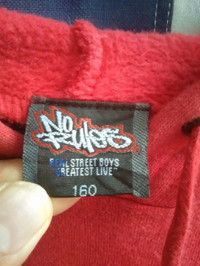 No
Rules
REAL STREET BOYS
GREATEST LIVE"
160